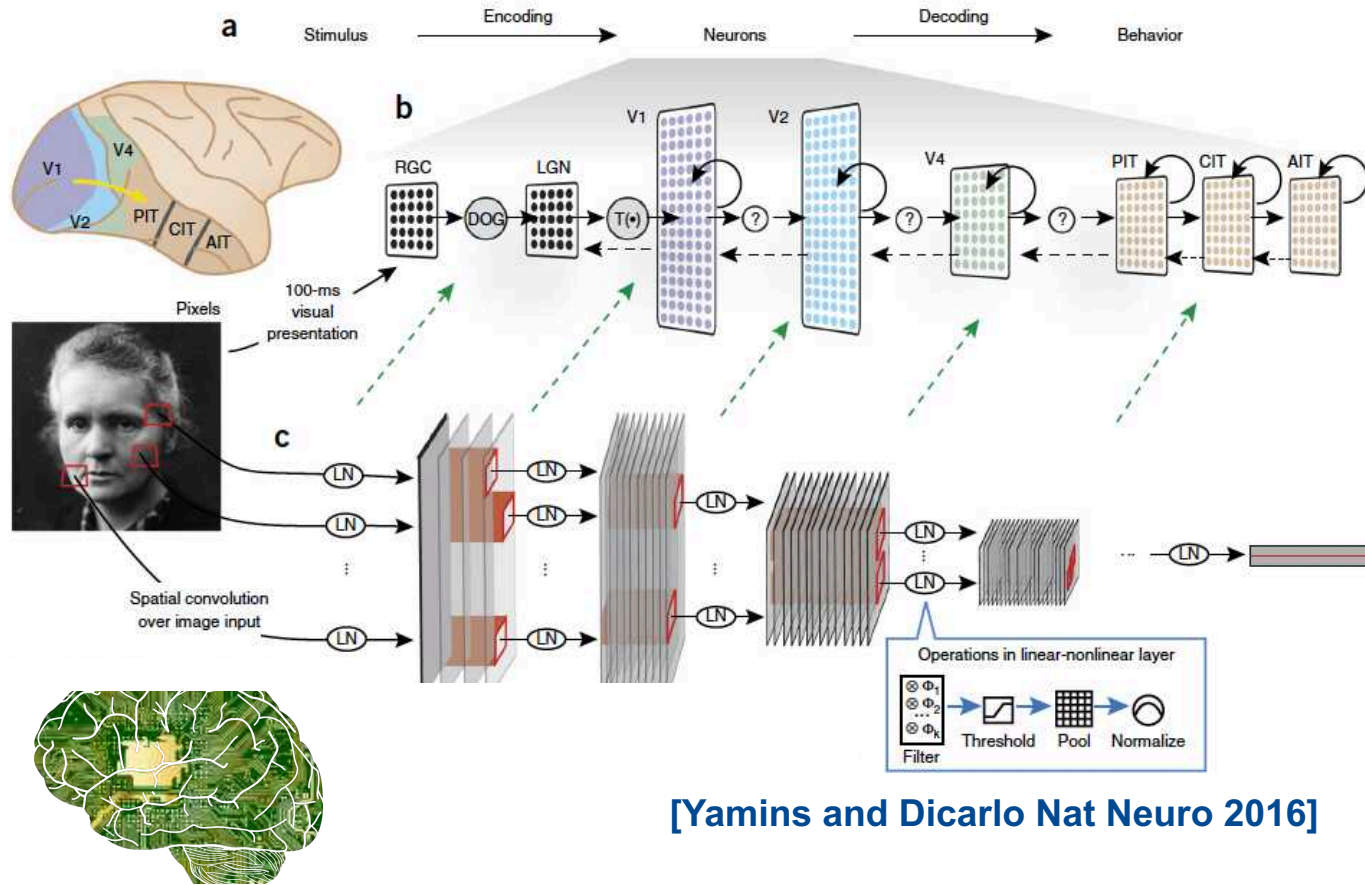 a
Stimulus
Encoding
Neurons
Decoding
Behavior
V1
V4
V2
PIT
CIT
AIT
b
RGC
DOG
LGN
T(•)
V1
?
V2
?
V4
?
PIT
CIT
AIT
Pixels
100-ms
visual
presentation
c
LN
LN
⋮
LN
Spatial convolution
over image input
LN
LN
⋮
LN
LN
⋮
LN
LN
⋮
LN
...
LN
Operations in linear-nonlinear layer
⊗ Φ1
⊗ Φ2
...
⊗ Φk
Filter
Threshold
Pool
Normalize
[Yamins and Dicarlo Nat Neuro 2016]